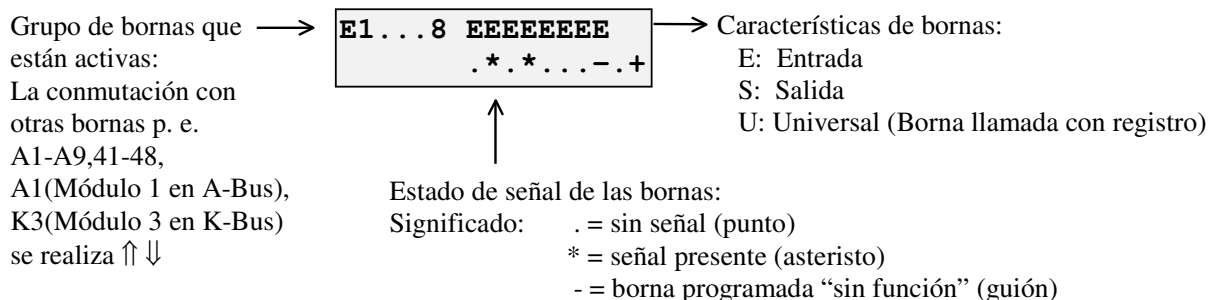 Grupo de bornas que
están activas:
La conmutación con
otras bornas p. e.
A1-A9,41-48,
A1(Módulo 1 en A-Bus),
K3(Módulo 3 en K-Bus)
se realiza ⇑⇓
E1...8 EEEEEEEE
.*.*...-.+
Características de bornas:
E: Entrada
S: Salida
U: Universal (Borna llamada con registro)
Estado de señal de las bornas:
Significado: . = sin señal (punto)
* = señal presente (asteristo)
- = borna programada “sin función” (guión)